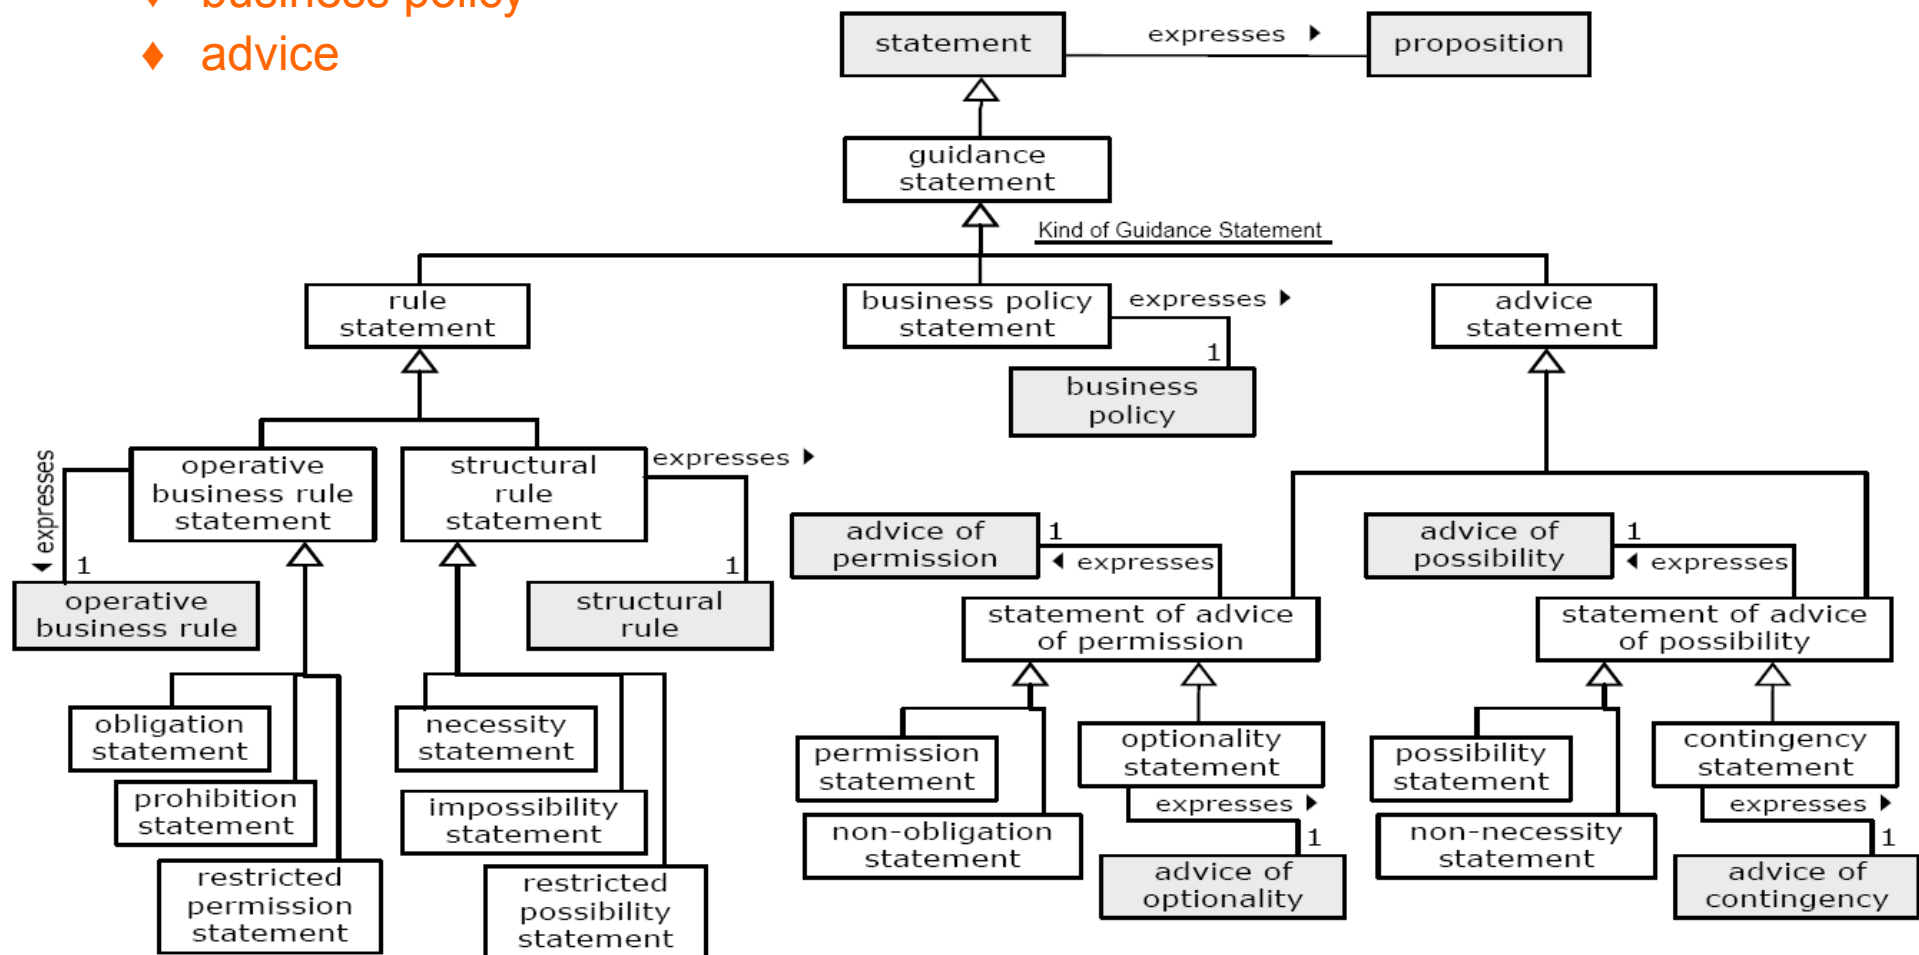 ♦ business policy
♦ advice
statement
expresses ▶
proposition
guidance
statement
Kind of Guidance Statement
rule
statement
business policy
statement
expresses ▶
1
business
policy
advice
statement
operative
business rule
statement
◀ expresses
1
operative
business rule
structural
rule
statement
expresses ▶
1
structural
rule
advice of
permission
1
◀ expresses
statement of advice
of permission
advice of
possibility
1
◀ expresses
statement of advice
of possibility
obligation
statement
prohibition
statement
restricted
permission
statement
necessity
statement
impossibility
statement
restricted
possibility
statement
permission
statement
non-obligation
statement
optionality
statement
expresses ▶
1
advice of
optionality
possibility
statement
non-necessity
statement
contingency
statement
expresses ▶
1
advice of
contingency